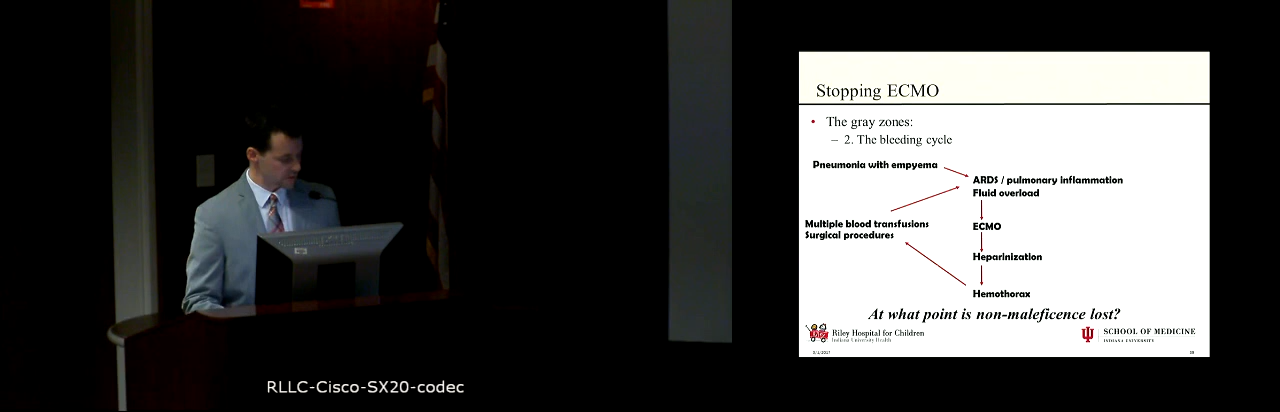 Stopping ECMO
• The gray zones:
– 2. The bleeding cycle
Pneumonia with empyema
ARDS / pulmonary inflammation
Fluid overload
Multiple blood transfusions
Surgical procedures
ECMO
Heparinization
Hemothorax
At what point is non-maleficence lost?
Riley Hospital for Children
Indiana University Health
SCHOOL OF MEDICINE
INDIANA UNIVERSITY
RLLC-Cisco-SX20-codec